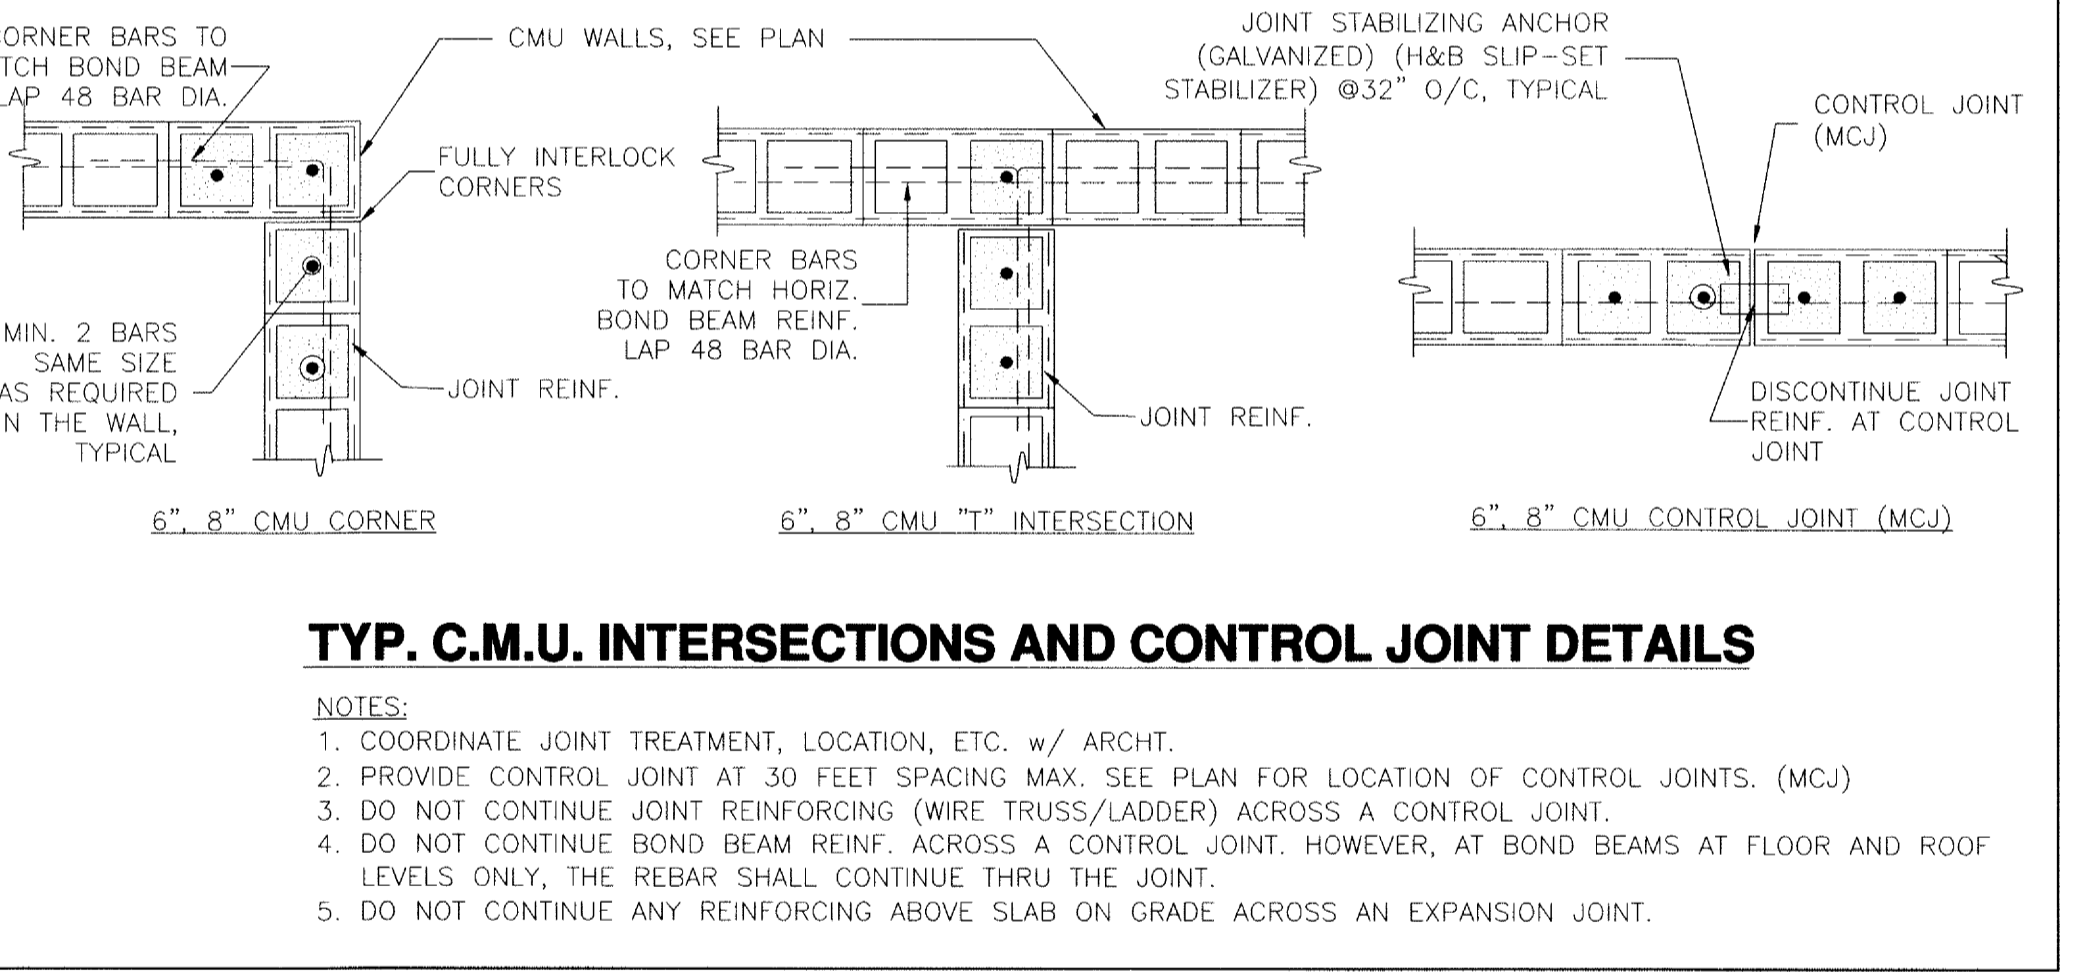 BARS TO
BOND BEAM
48 BAR DIA.
CMU WALLS, SEE PLAN
FULLY INTERLOCK
CORNERS
MIN. 2 BARS
SAME SIZE
AS REQUIRED
THE WALL,
TYPICAL
JOINT REINF.
6", 8" CMU CORNER
CORNER BARS
TO MATCH HORIZ.
BOND BEAM REINF.
LAP 48 BAR DIA.
JOINT REINF.
6", 8" CMU "T" INTERSECTION
JOINT STABILIZING ANCHOR
(GALVANIZED) (H&B SLIP-SET
STABILIZER) @32" O/C, TYPICAL
CONTROL JOINT
(MCJ)
DISCONTINUE JOINT
REINF. AT CONTROL
JOINT
6", 8" CMU CONTROL JOINT (MCJ)
TYP. C.M.U. INTERSECTIONS AND CONTROL JOINT DETAILS
NOTES:
1. COORDINATE JOINT TREATMENT, LOCATION, ETC. w/ ARCHT.
2. PROVIDE CONTROL JOINT AT 30 FEET SPACING MAX. SEE PLAN FOR LOCATION OF CONTROL JOINTS. (MCJ)
3. DO NOT CONTINUE JOINT REINFORCING (WIRE TRUSS/LADDER) ACROSS A CONTROL JOINT.
4. DO NOT CONTINUE BOND BEAM REINF. ACROSS A CONTROL JOINT. HOWEVER, AT BOND BEAMS AT FLOOR AND ROOF
LEVELS ONLY, THE REBAR SHALL CONTINUE THRU THE JOINT.
5. DO NOT CONTINUE ANY REINFORCING ABOVE SLAB ON GRADE ACROSS AN EXPANSION JOINT.